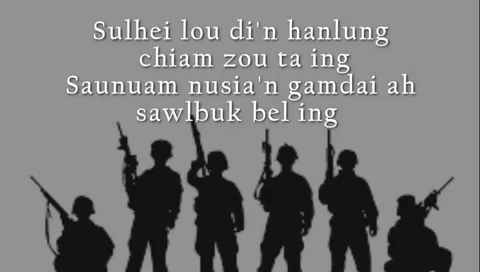 Sulhei lou di'n hanlung
chiam zou ta ing
Saunuam nusia'n gamdai ah
sawlbuk bel ing